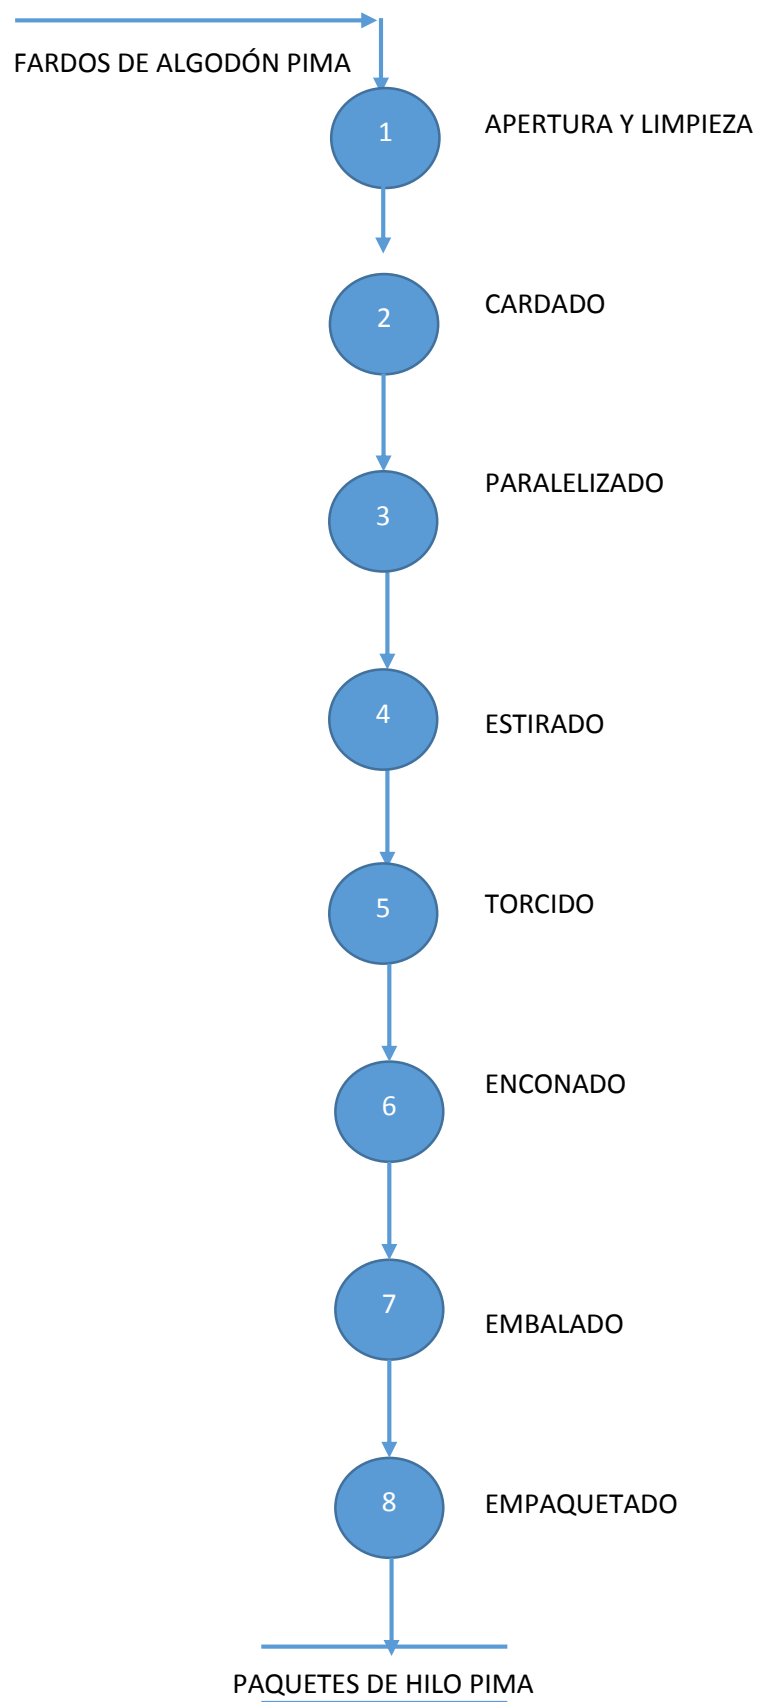 FARDOS DE ALGODÓN PIMA
1
APERTURA Y LIMPIEZA
2
CARDADO
3
PARALELIZADO
4
ESTIRADO
5
TORCIDO
6
ENCONADO
7
EMBALADO
8
EMPAQUETADO
PAQUETES DE HILO PIMA